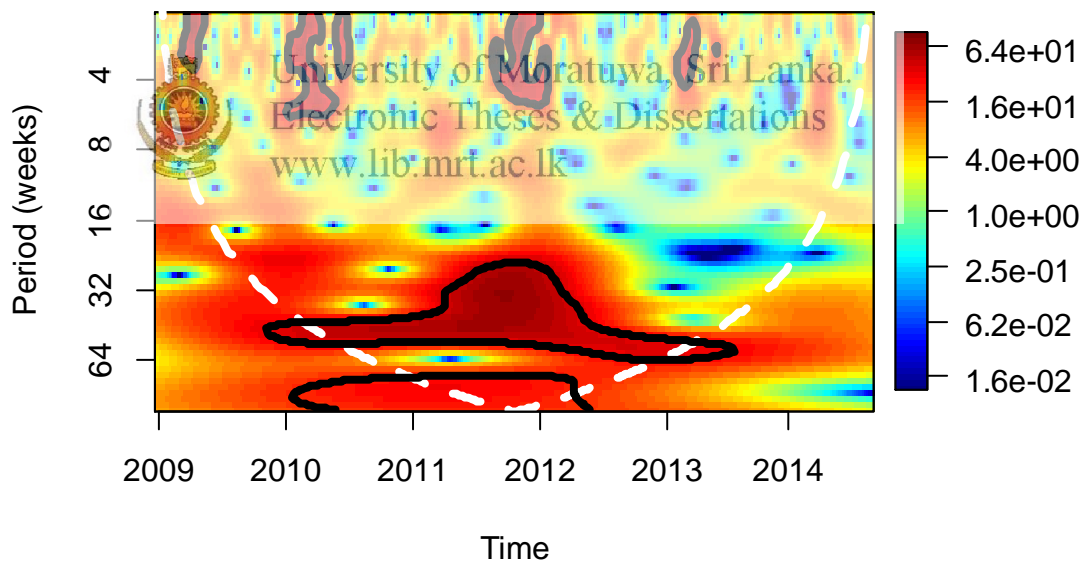 University of Moratuwa, Sri Lanka.
Electronic Theses & Dissertations
www.lib.mrt.ac.lk
Period (weeks)
4
8
16
32
64
2009 2010 2011 2012 2013 2014
Time
6.4e+01
1.6e+01
4.0e+00
1.0e+00
2.5e-01
6.2e-02
1.6e-02